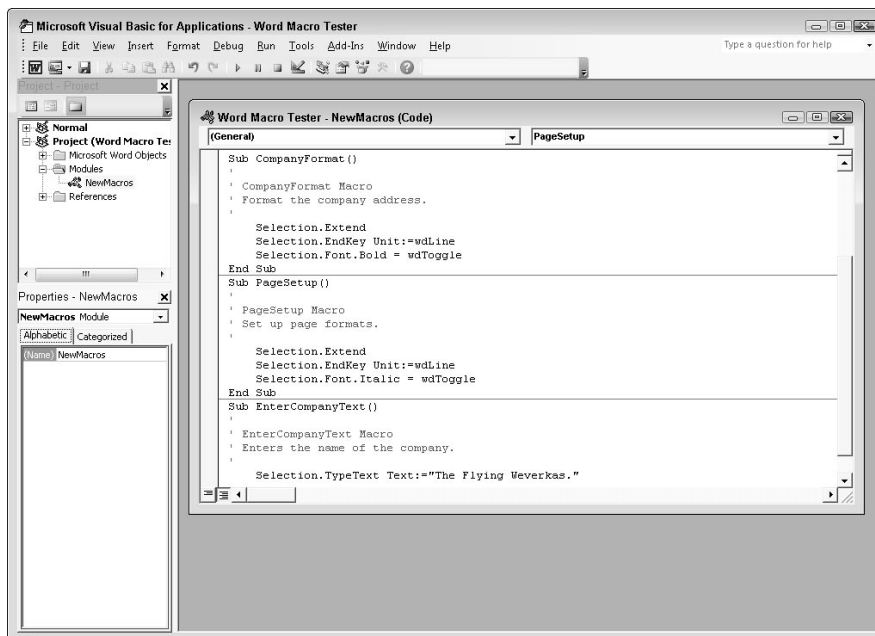 Microsoft Visual Basic for Applications - Word Macro Tester
File Edit View Insert Format Debug Run Tools Add-Ins Window Help
Type a question for help
Project - Project
Normal
Project (Word Macro Te
Microsoft Word Objects
Modules
NewMacros
References
Properties - NewMacros
NewMacros Module
Alphabetic Categorized
(Name) NewMacros
Word Macro Tester - NewMacros (Code)
(General) PageSetup
Sub CompanyFormat()
'
' CompanyFormat Macro
' Format the company address.
'
Selection.Extend
Selection.EndKey Unit:=wdLine
Selection.Font.Bold = wdToggle
End Sub
Sub PageSetup()
'
' PageSetup Macro
' Set up page formats.
'
Selection.Extend
Selection.EndKey Unit:=wdLine
Selection.Font.Italic = wdToggle
End Sub
Sub EnterCompanyText()
'
' EnterCompanyText Macro
' Enters the name of the company.
'
Selection.TypeText Text:="The Flying Weverkas."